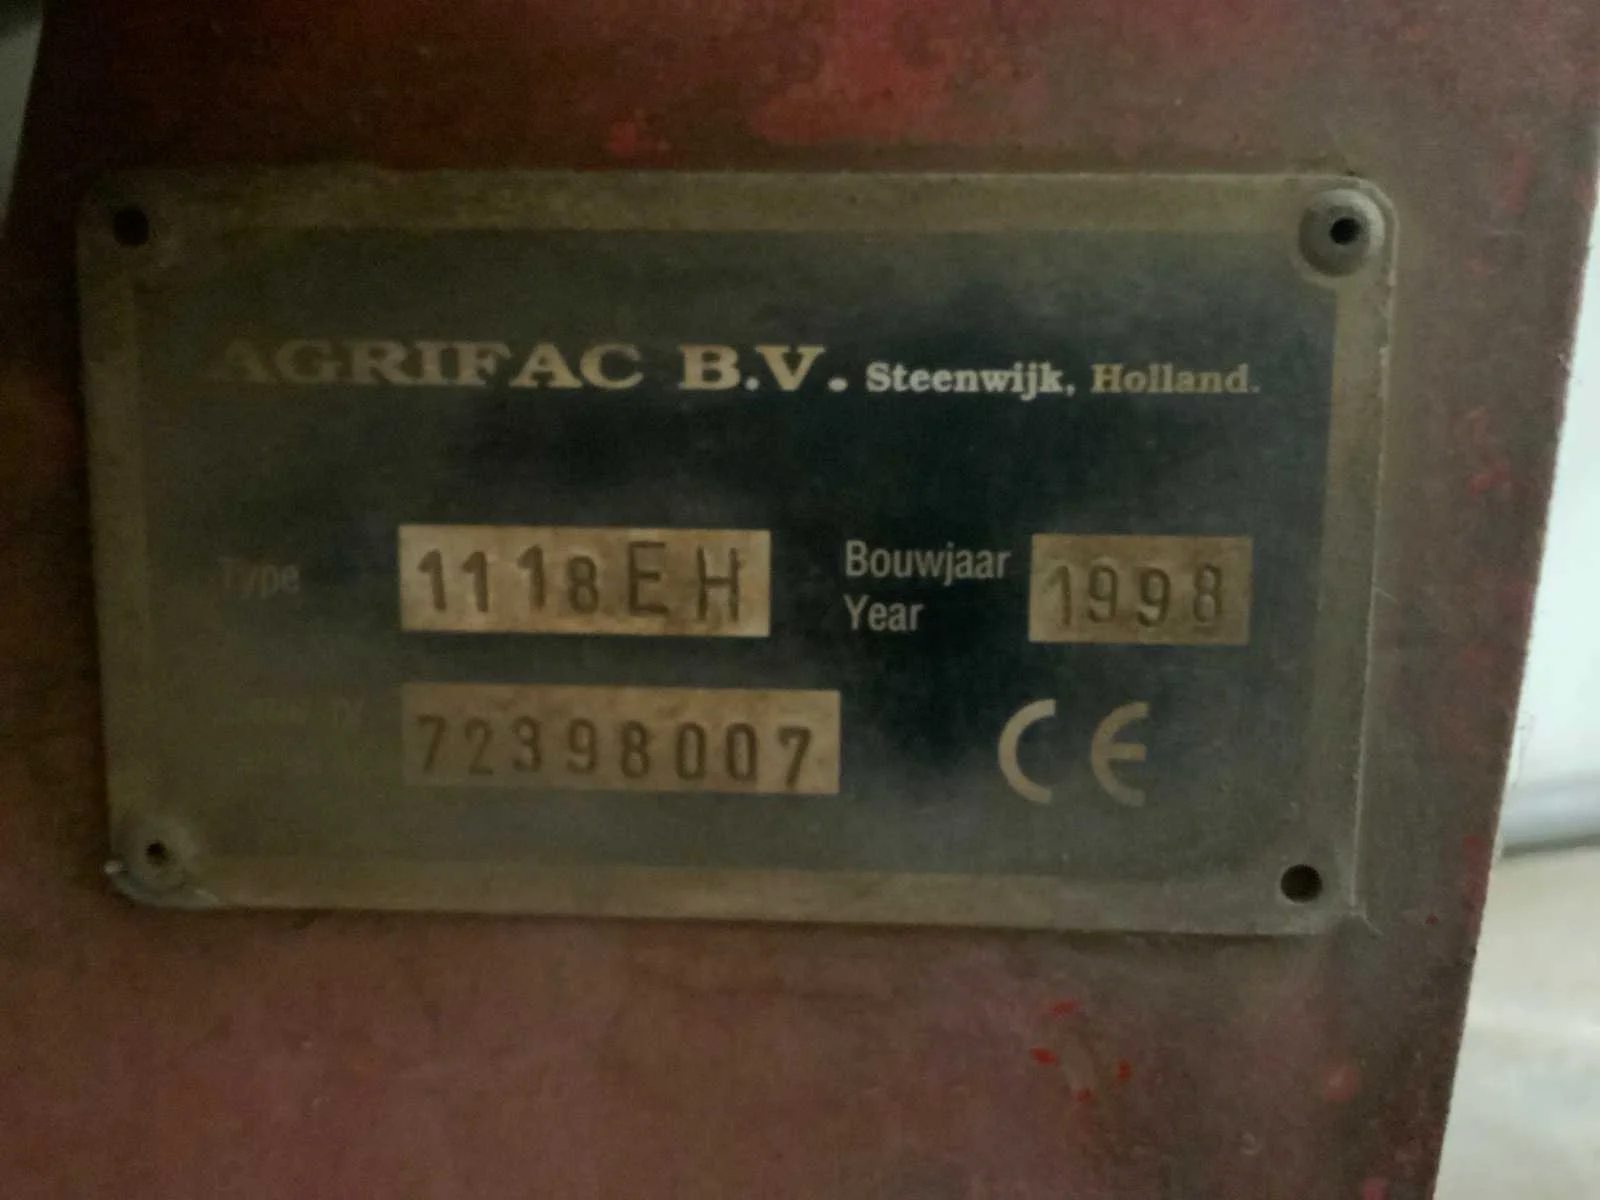 AGRIFAC B.V. Steenwijk, Holland.
Type 1118EH Bouwjaar 1998
Year
72398007 CE